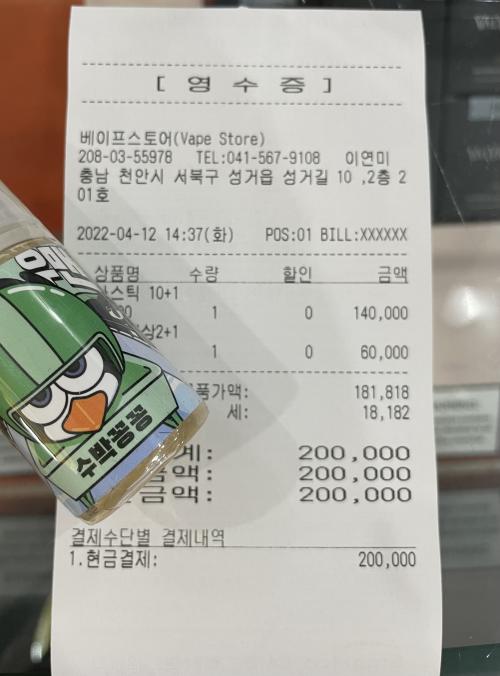 [ 영 수 증 ]
베이프스토어(Vape Store)
208-03-55978 TEL:041-567-9108 이연미
충남 천안시 서북구 성거읍 성거길 10 ,2층 2
01호
2022-04-12 14:37(화) POS:01 BILL:XXXXXX
상품명 수량 할인 금액
스틱 10+1
1 0 140,000
상2+1
1 0 60,000
품가액: 181,818
세: 18,182
계: 200,000
금액: 200,000
금액: 200,000
결제수단별 결제내역
1.현금결제: 200,000
수박꽁꽁